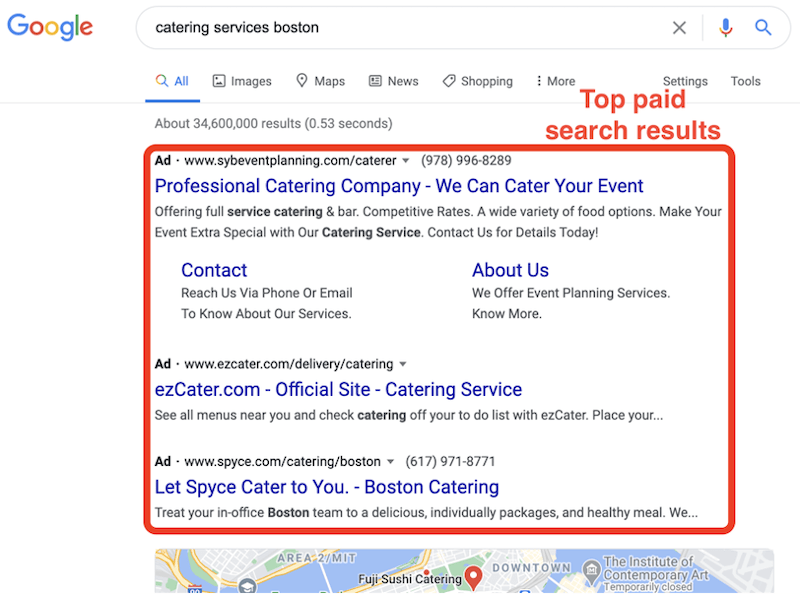 Google
catering services boston
All Images Maps News Shopping More Settings Tools
Top paid
search results
About 34,600,000 results (0.53 seconds)
Ad · www.sybeventplanning.com/caterer (978) 996-8289
Professional Catering Company - We Can Cater Your Event
Offering full service catering & bar. Competitive Rates. A wide variety of food options. Make Your
Event Extra Special with Our Catering Service. Contact Us for Details Today!
Contact
Reach Us Via Phone Or Email
To Know About Our Services.
About Us
We Offer Event Planning Services.
Know More.
Ad · www.ezcater.com/delivery/catering
ezCater.com - Official Site - Catering Service
See all menus near you and check catering off your to do list with ezCater. Place your...
Ad · www.spyce.com/catering/boston (617) 971-8771
Let Spyce Cater to You. - Boston Catering
Treat your in-office Boston team to a delicious, individually packages, and healthy meal. We...
AREA 2/MIT
Fuji Sushi Catering
DOWNTOWN
The Institute of
Contemporary Art
Temporarily closed